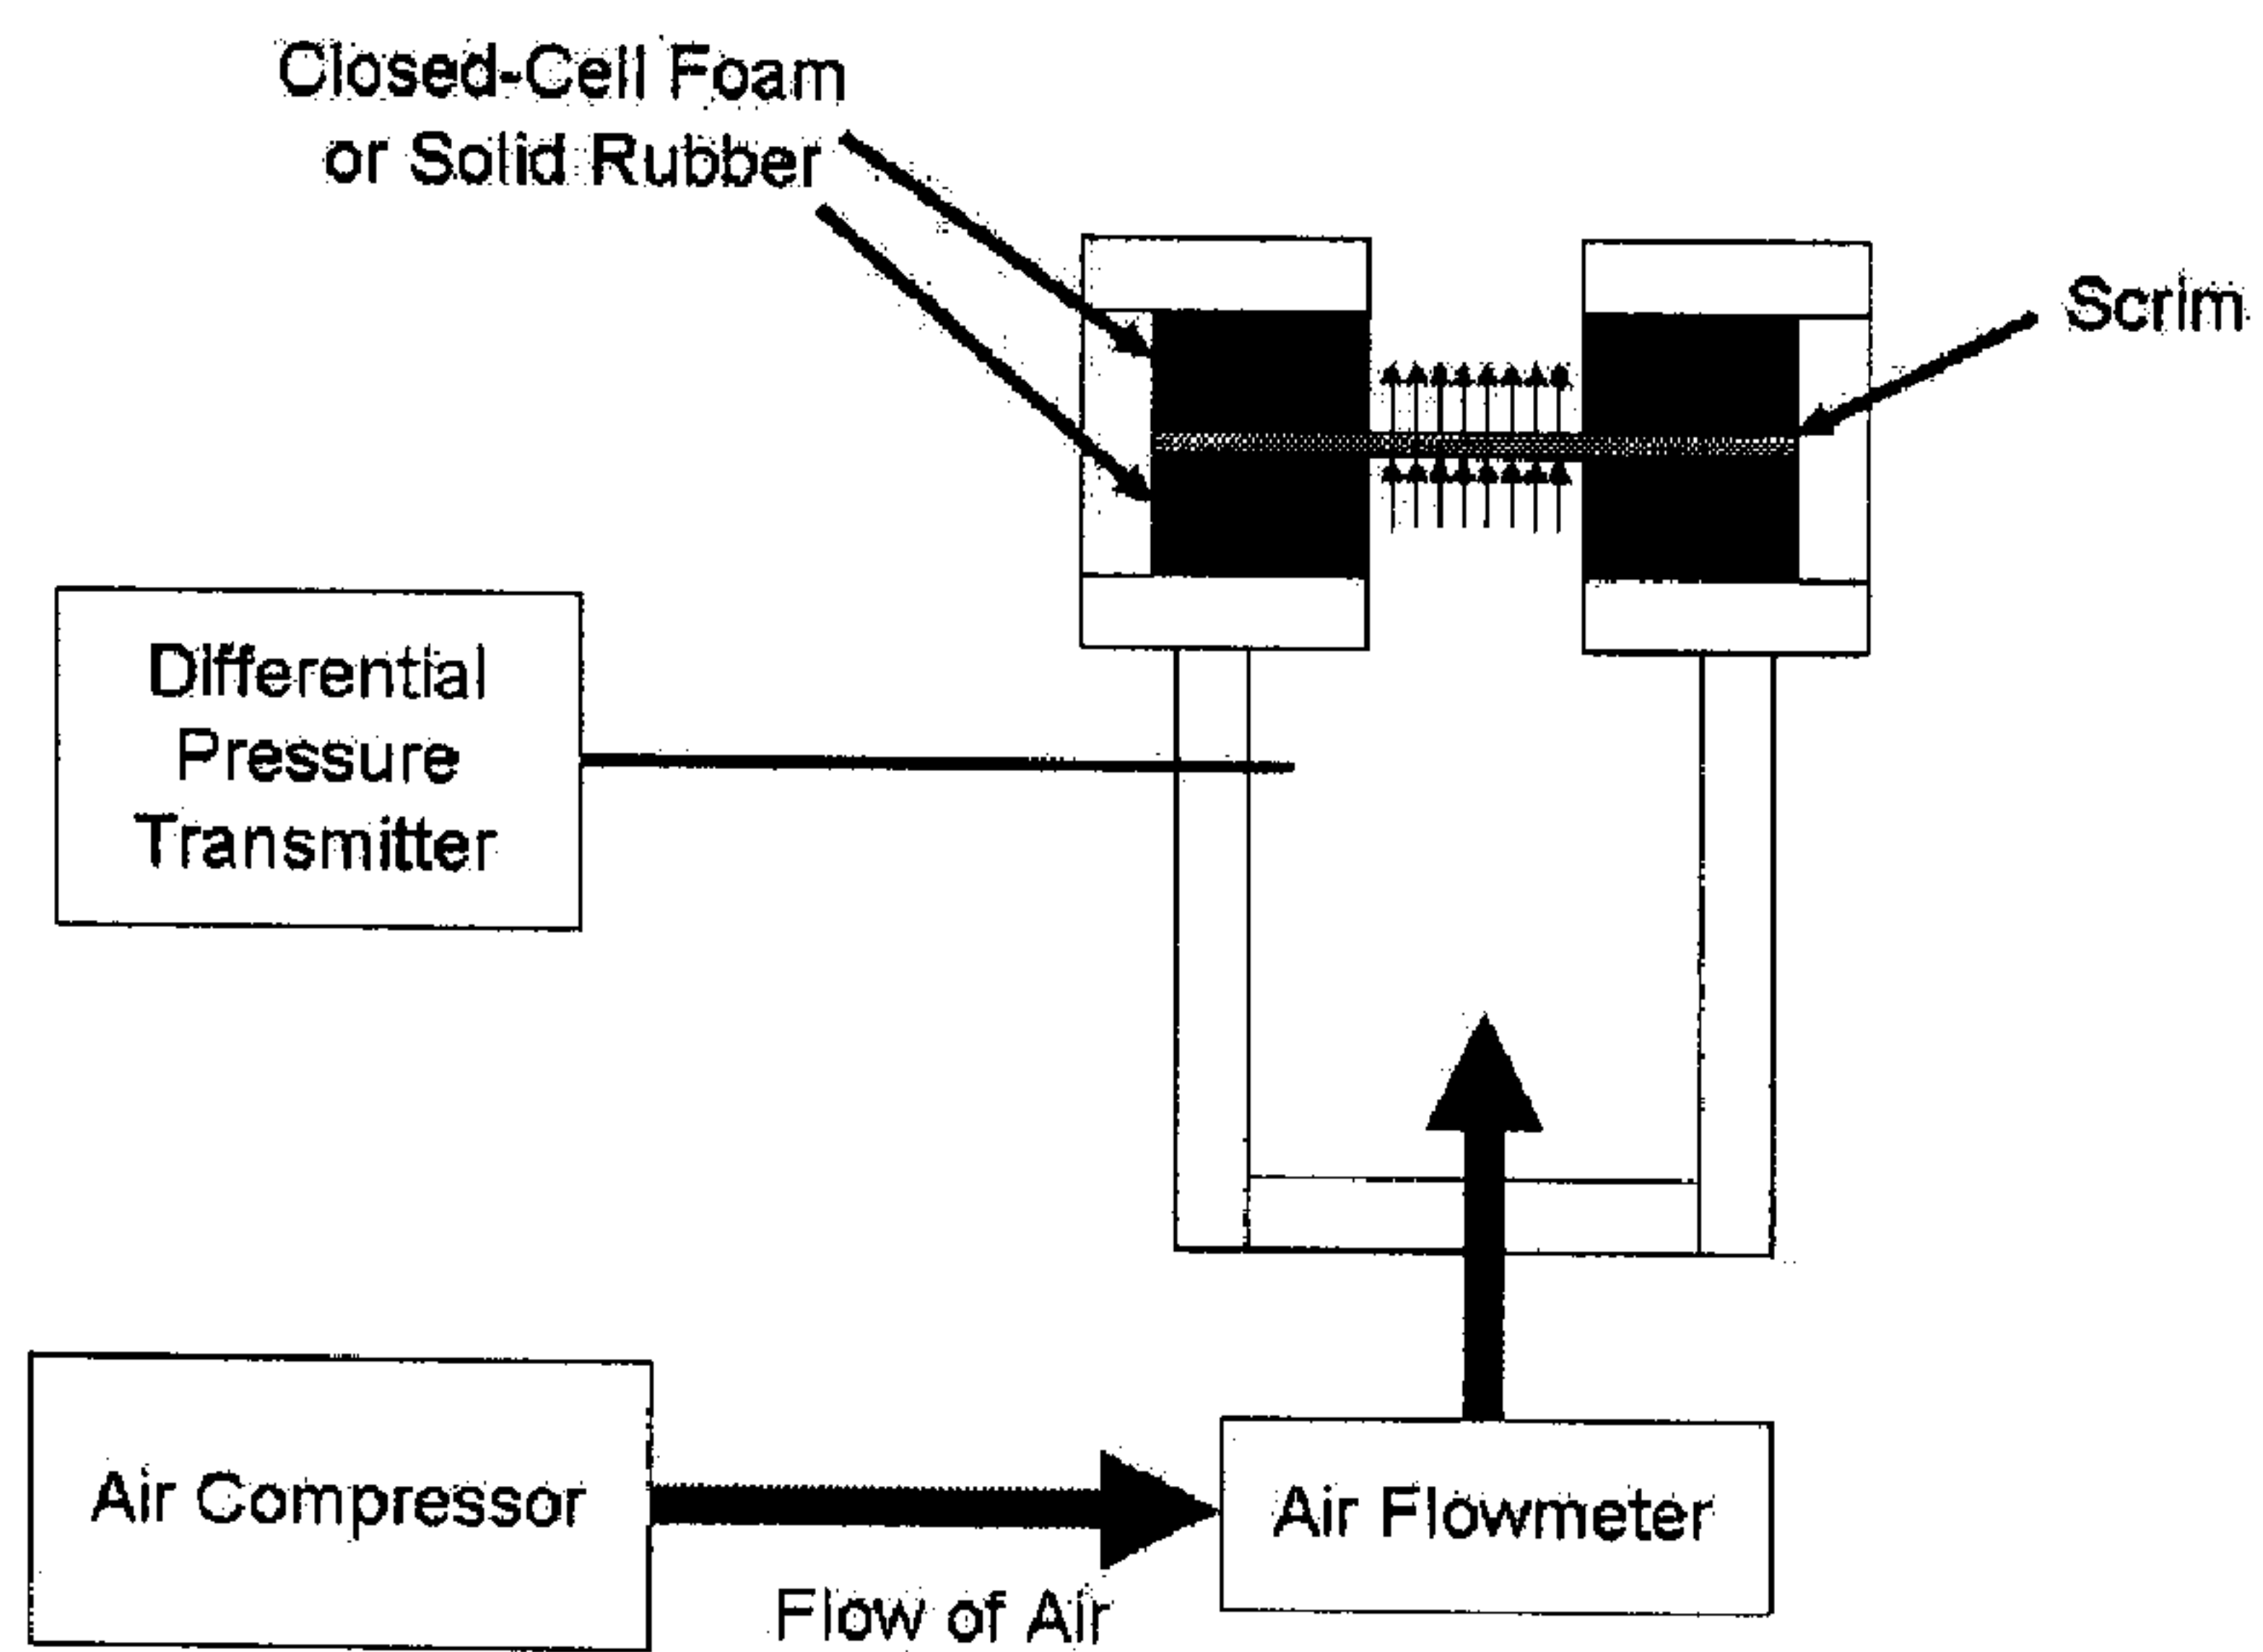 Closed-Cell Foam
or Solid Rubber
Scrim
Differential
Pressure
Transmitter
Air Compressor
Flow of Air
Air Flowmeter